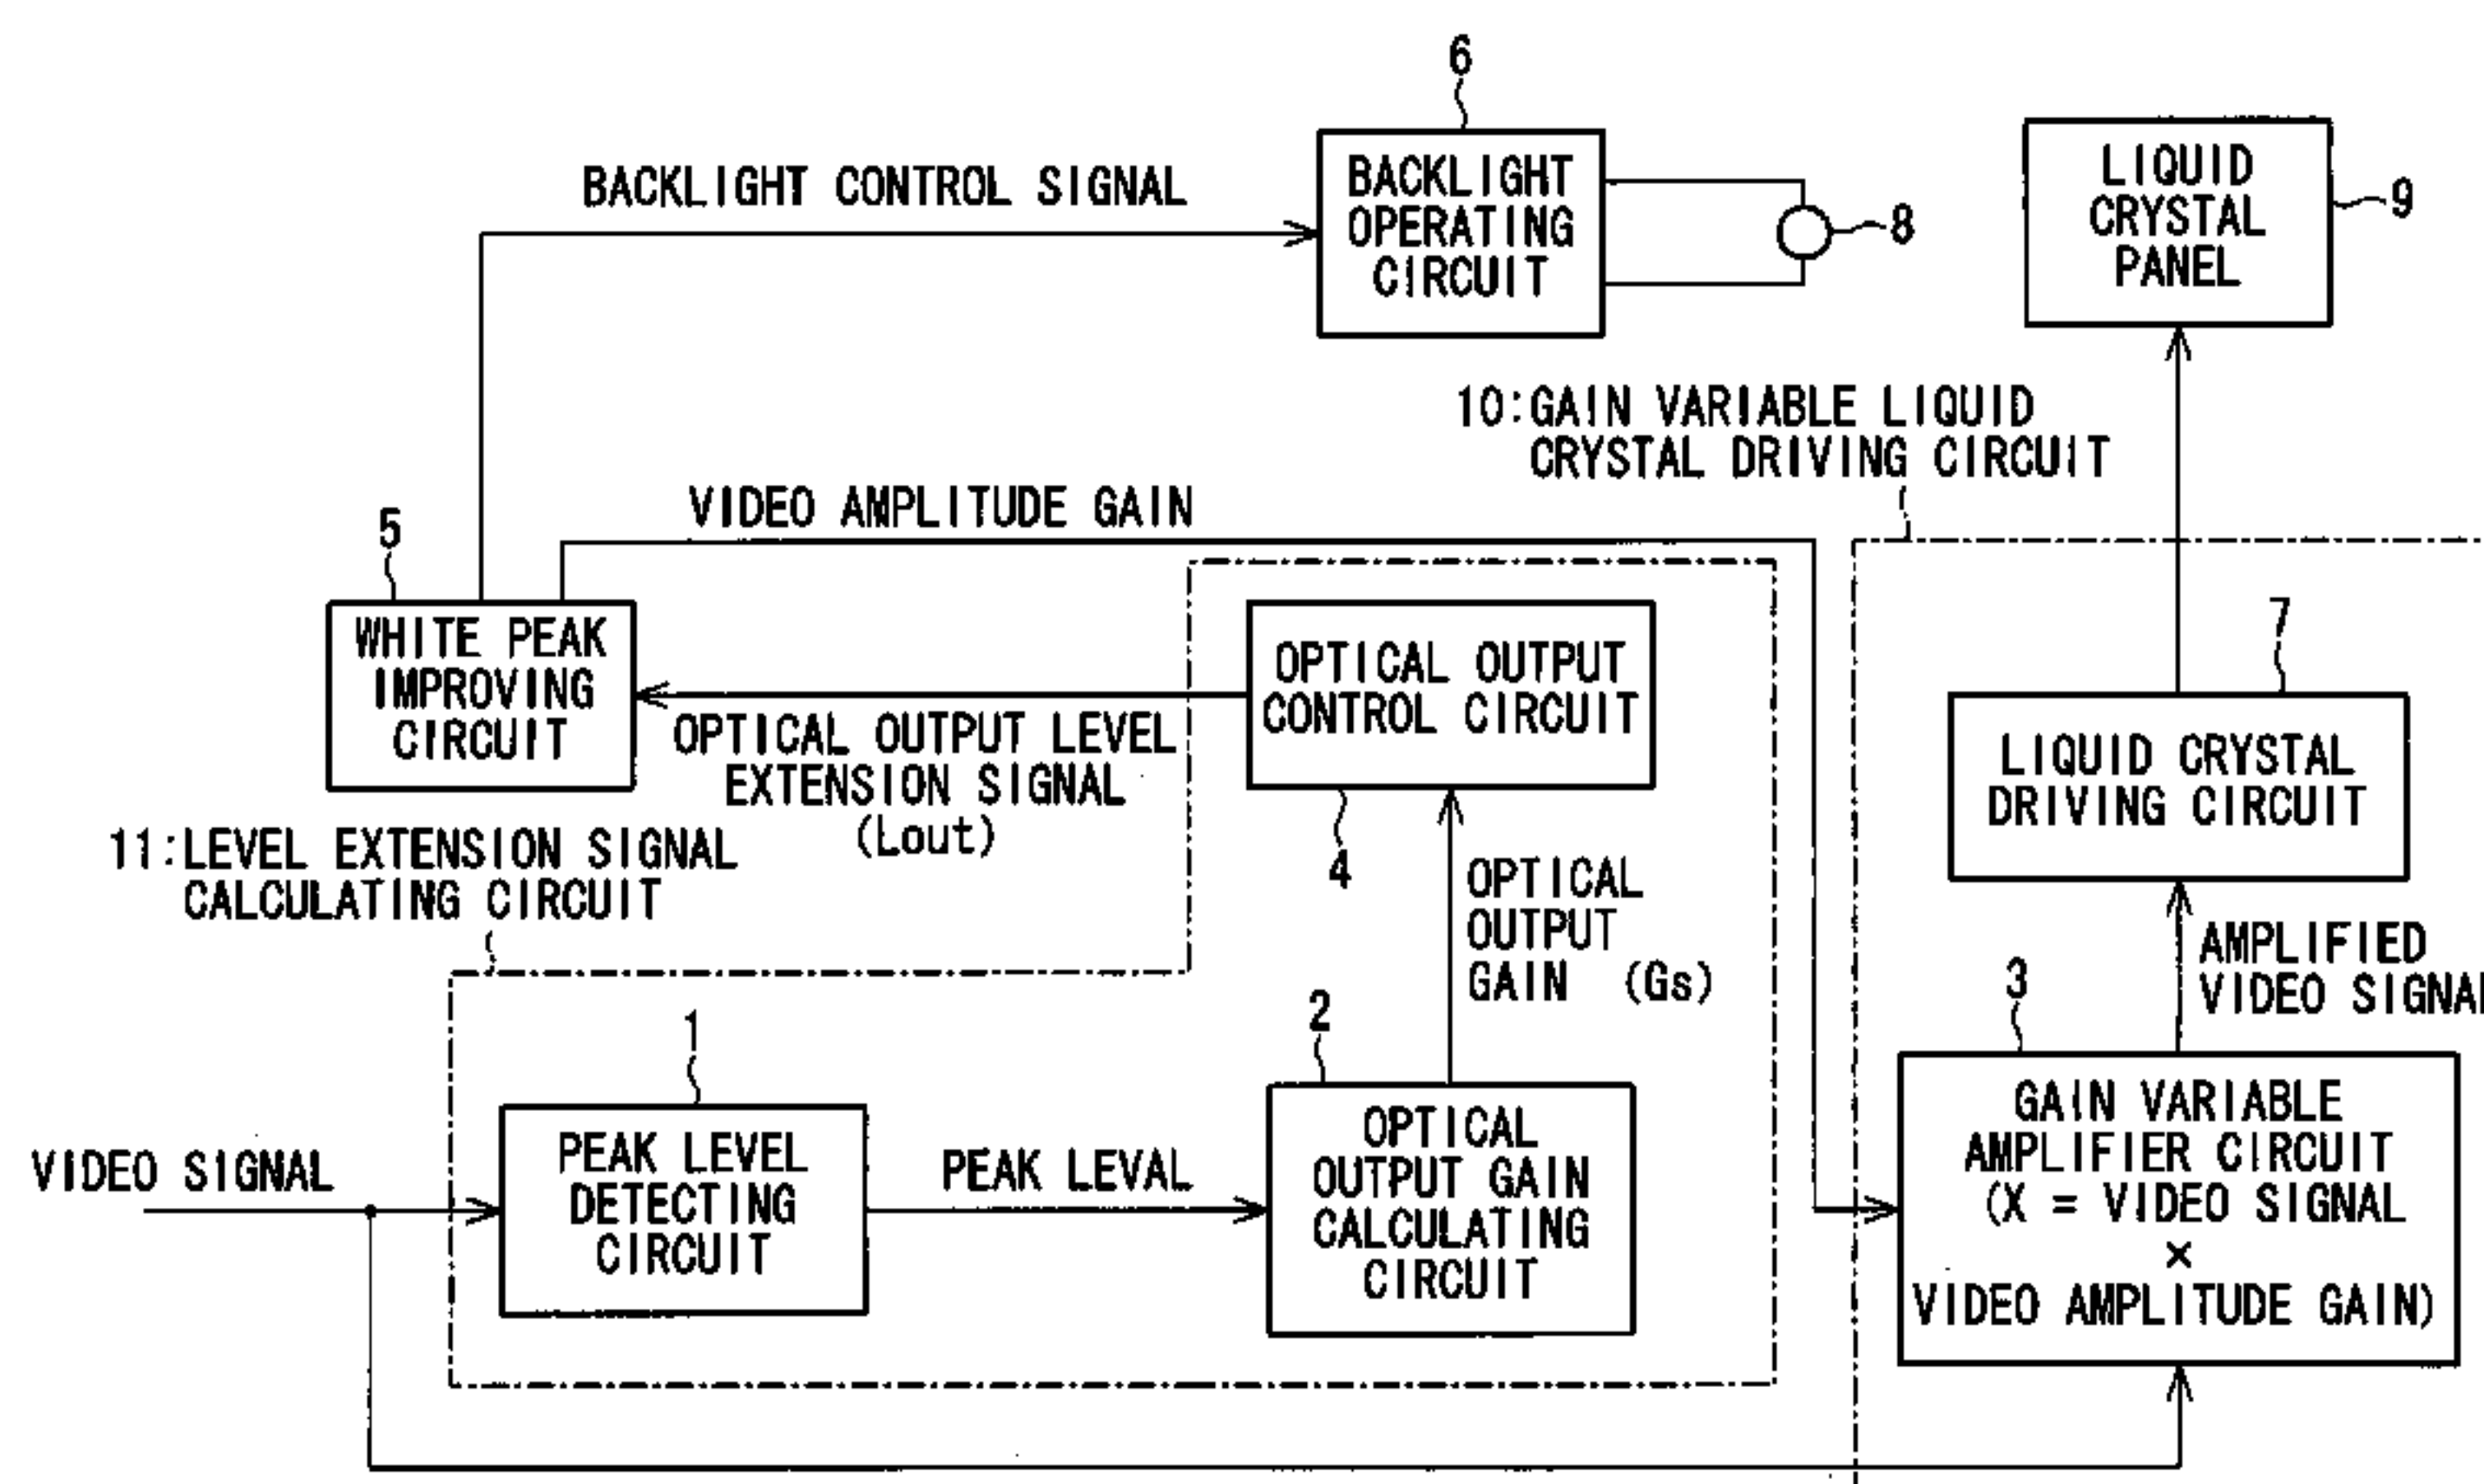 6
BACKLIGHT
OPERATING
CIRCUIT
BACKLIGHT CONTROL SIGNAL
8
LIQUID
CRYSTAL
PANEL
9
10:GAIN VARIABLE LIQUID
CRYSTAL DRIVING CIRCUIT
VIDEO AMPLITUDE GAIN
5
WHITE PEAK
IMPROVING
CIRCUIT
OPTICAL OUTPUT
CONTROL CIRCUIT
4
OPTICAL OUTPUT LEVEL
EXTENSION SIGNAL
(Lout)
7
LIQUID CRYSTAL
DRIVING CIRCUIT
11:LEVEL EXTENSION SIGNAL
CALCULATING CIRCUIT
OPTICAL
OUTPUT
GAIN (Gs)
AMPLIFIED
VIDEO SIGNAL
1
2
3
VIDEO SIGNAL
PEAK LEVEL
DETECTING
CIRCUIT
PEAK LEVAL
OPTICAL
OUTPUT GAIN
CALCULATING
CIRCUIT
GAIN VARIABLE
AMPLIFIER CIRCUIT
(X = VIDEO SIGNAL
×
VIDEO AMPLITUDE GAIN)